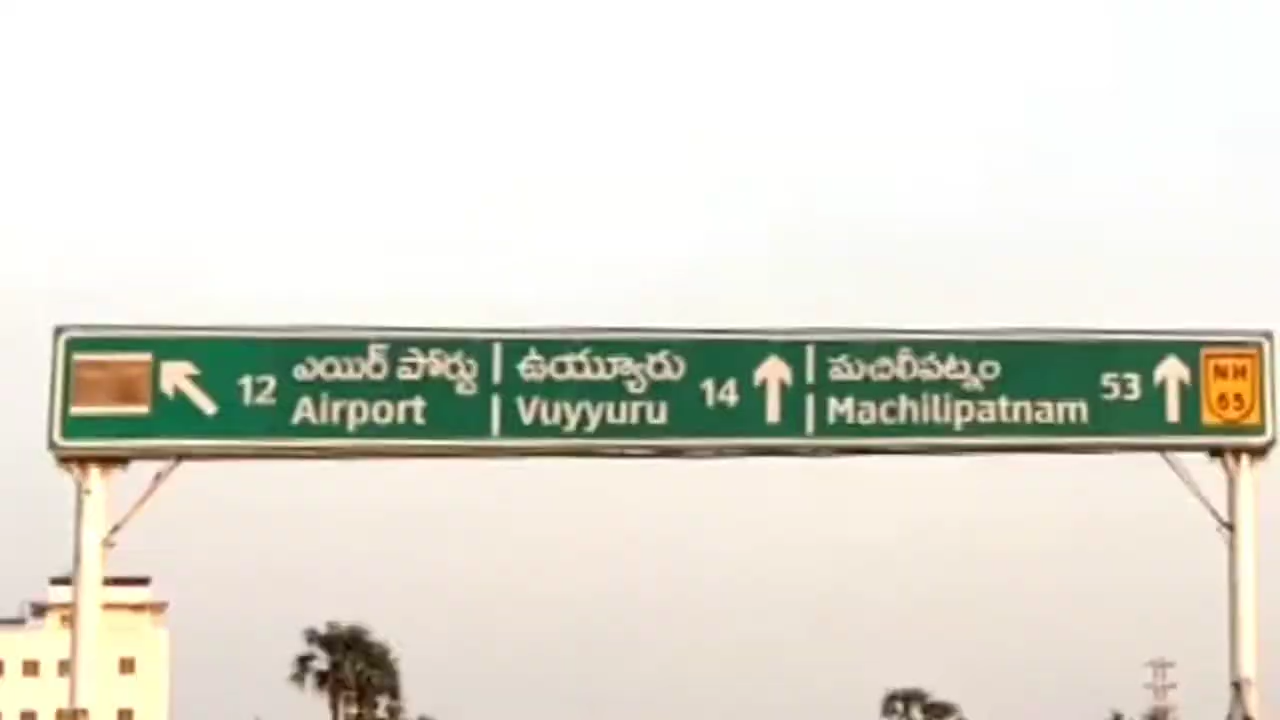 12 ఎయిర్ పోర్టు
Airport
ఉయ్యూరు 14
Vuyyuru
మచిలీపట్నం 53
Machilipatnam
NH
65